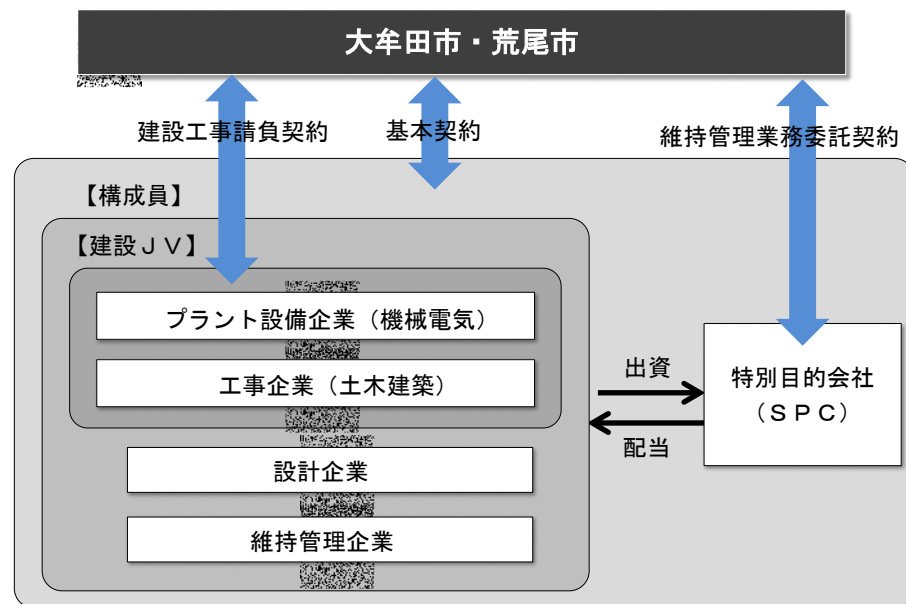 大牟田市・荒尾市
建設工事請負契約
基本契約
維持管理業務委託契約
【構成員】
【建設ＪＶ】
プラント設備企業（機械電気）
工事企業（土木建築）
設計企業
維持管理企業
出資
配当
特別目的会社
（ＳＰＣ）